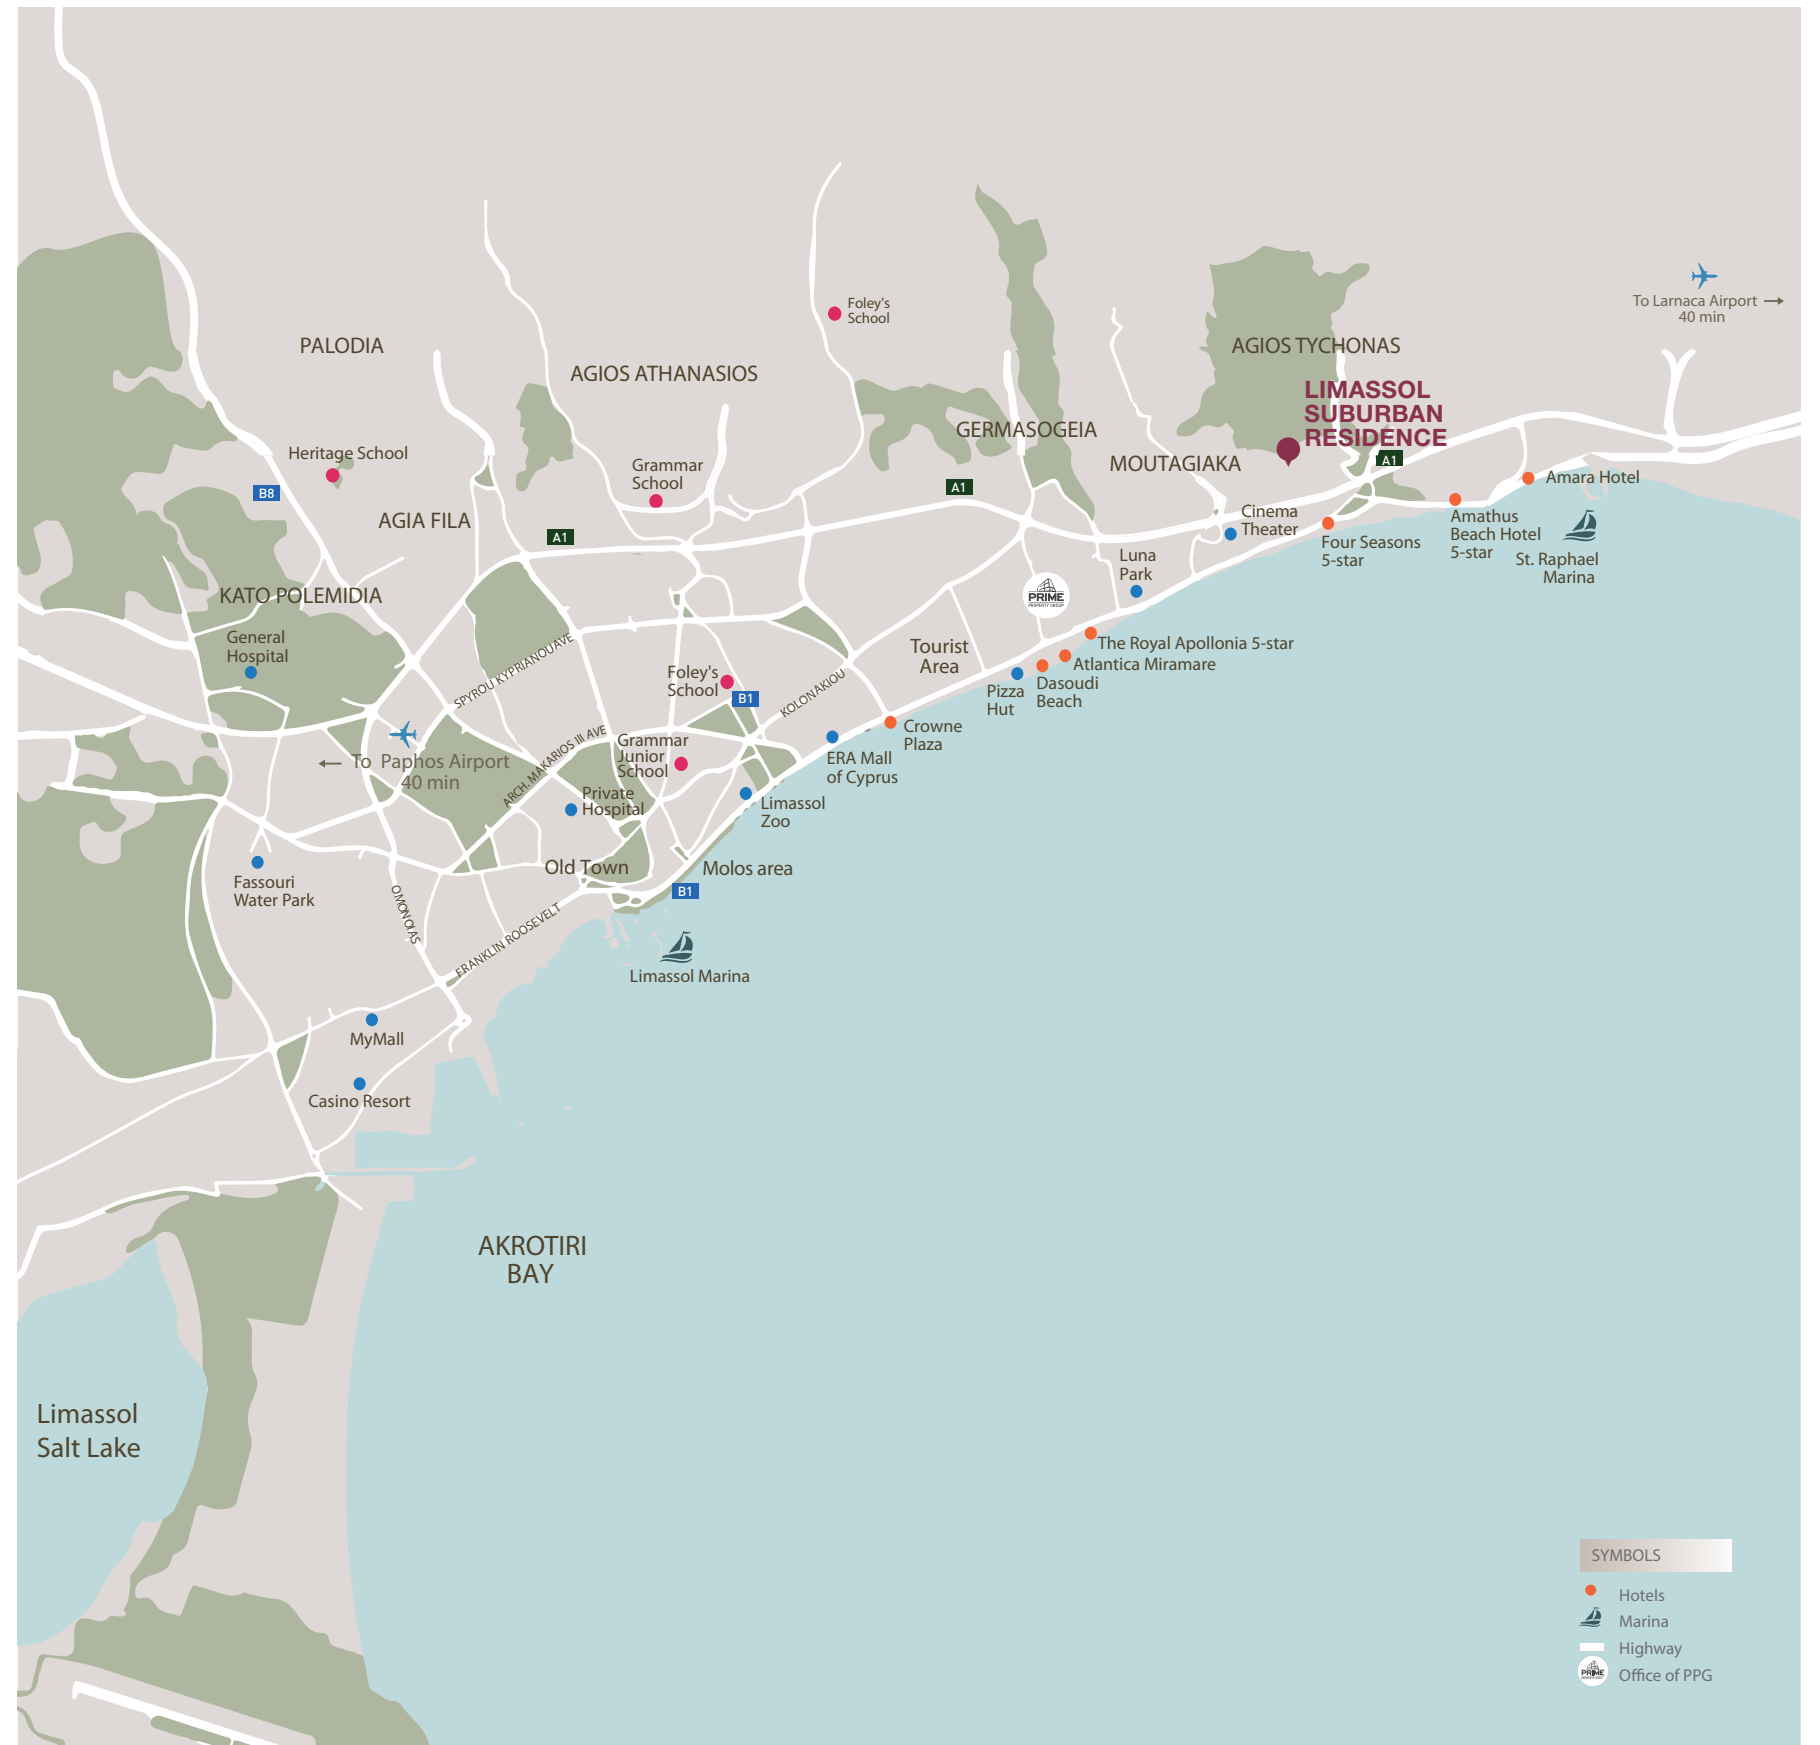 Foley's
School
To Larnaca Airport
40 min
PALODIA
AGIOS ATHANASIOS
AGIOS TYCHONAS
LIMASSOL
SUBURBAN
RESIDENCE
GERMASOGEIA
MOUTAGIAKA
A1
Heritage School
B8
Grammar
School
A1
Amara Hotel
AGIA FILA
A1
Cinema
Theater
Four Seasons
5-star
Amathus
Beach Hotel
5-star
St. Raphael
Marina
Luna
Park
PRIME
PROPERTY GROUP
KATO POLEMIDIA
General
Hospital
SPYROU KYPRIANOUAVE
Foley's
School
B1
KOLONAKIOU
Tourist
Area
The Royal Apollonia 5-star
Atlantica Miramare
Dasoudi
Beach
Pizza
Hut
Crowne
Plaza
ERA Mall
of Cyprus
To Paphos Airport
40 min
ARCH. MAKARIOS III AVE
Grammar
Junior
School
Private
Hospital
Limassol
Zoo
Old Town
Molos area
B1
Fassouri
Water Park
OMONOIAS
FRANKLIN ROOSEVELT
Limassol Marina
MyMall
Casino Resort
AKROTIRI
BAY
Limassol
Salt Lake
SYMBOLS
Hotels
Marina
Highway
PRIME
Office of PPG